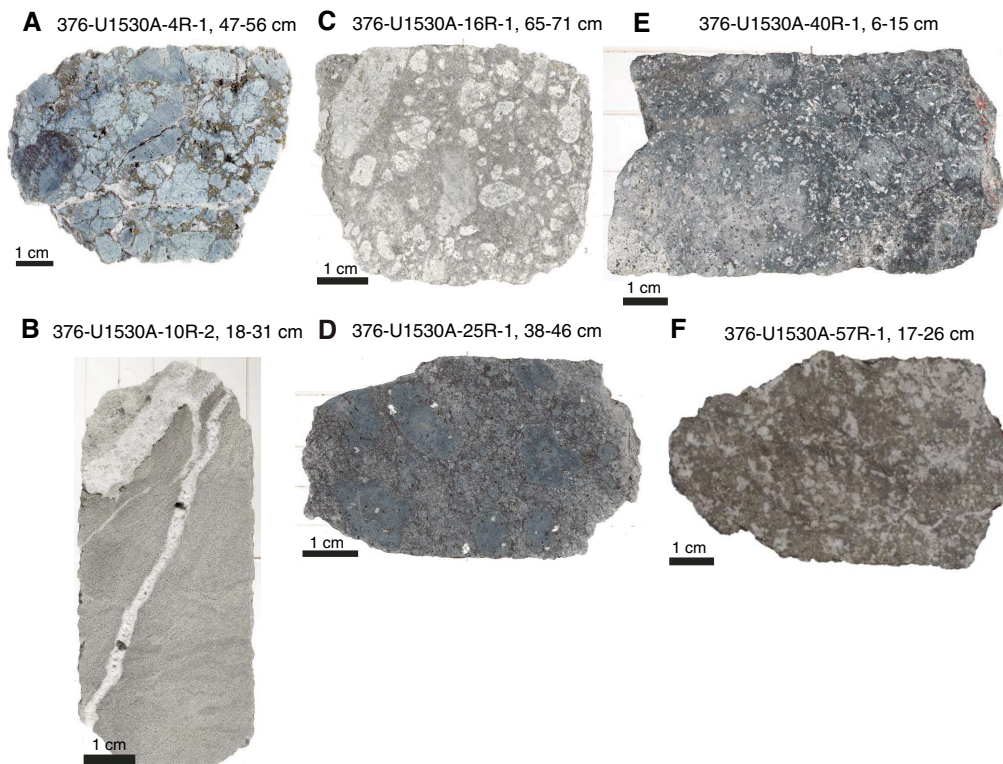 A 376-U1530A-4R-1, 47-56 cm
1 cm
B 376-U1530A-10R-2, 18-31 cm
1 cm
C 376-U1530A-16R-1, 65-71 cm
1 cm
D 376-U1530A-25R-1, 38-46 cm
1 cm
E 376-U1530A-40R-1, 6-15 cm
1 cm
F 376-U1530A-57R-1, 17-26 cm
1 cm